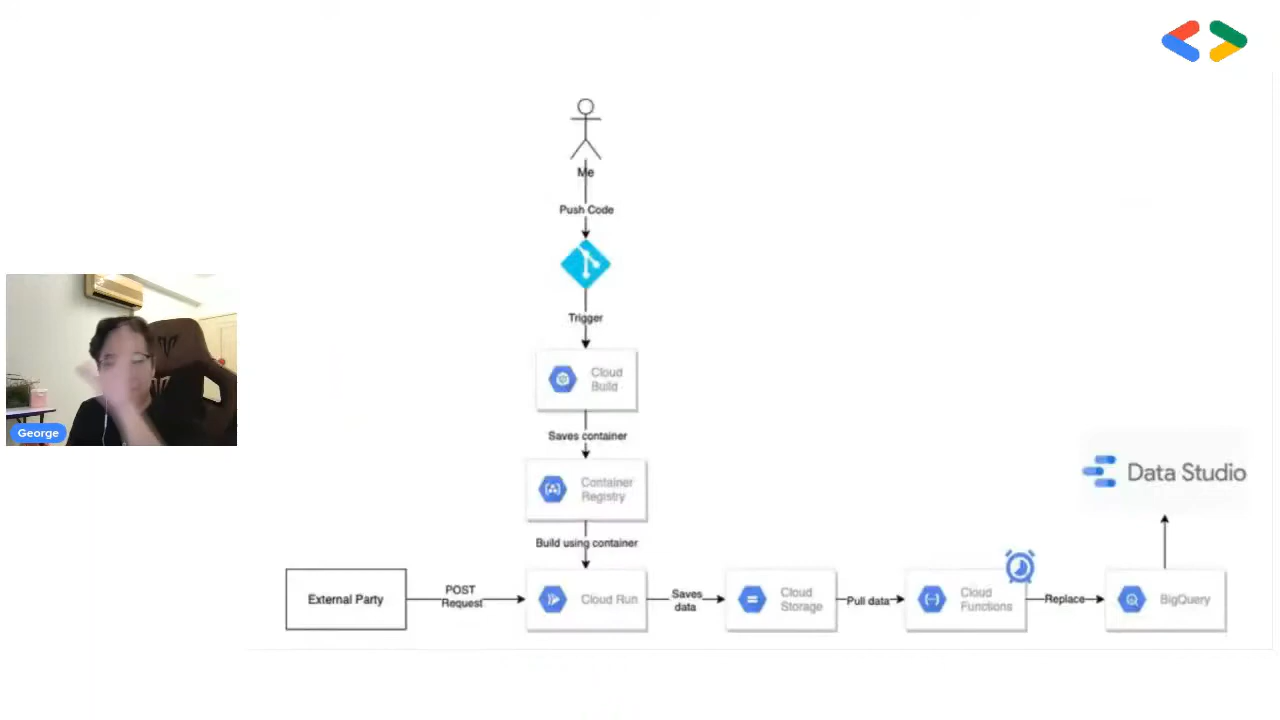 Me
Push Code
Trigger
Cloud
Build
Saves container
Container
Registry
Build using container
George
Data Studio
External Party
POST
Request
Cloud Run
Saves
data
Cloud
Storage
Pull data
Cloud
Functions
Replace
BigQuery